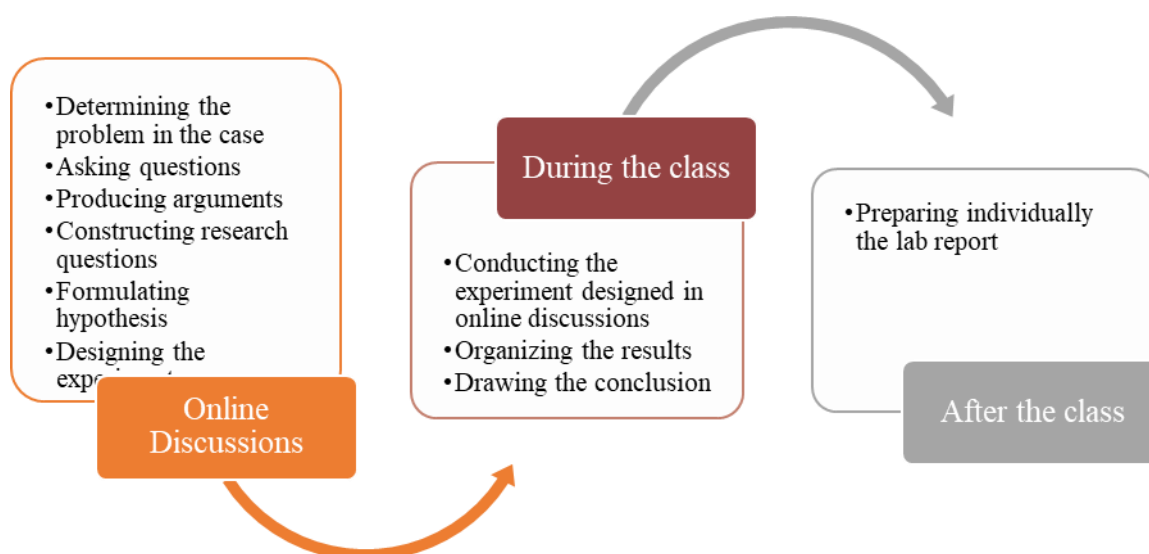 •Determining the
problem in the case
•Asking questions
•Producing arguments
•Constructing research
questions
•Formulating
hypothesis
•Designing the
Online
Discussions
During the class
•Conducting the
experiment designed in
online discussions
•Organizing the results
•Drawing the conclusion
•Preparing individually
the lab report
After the class